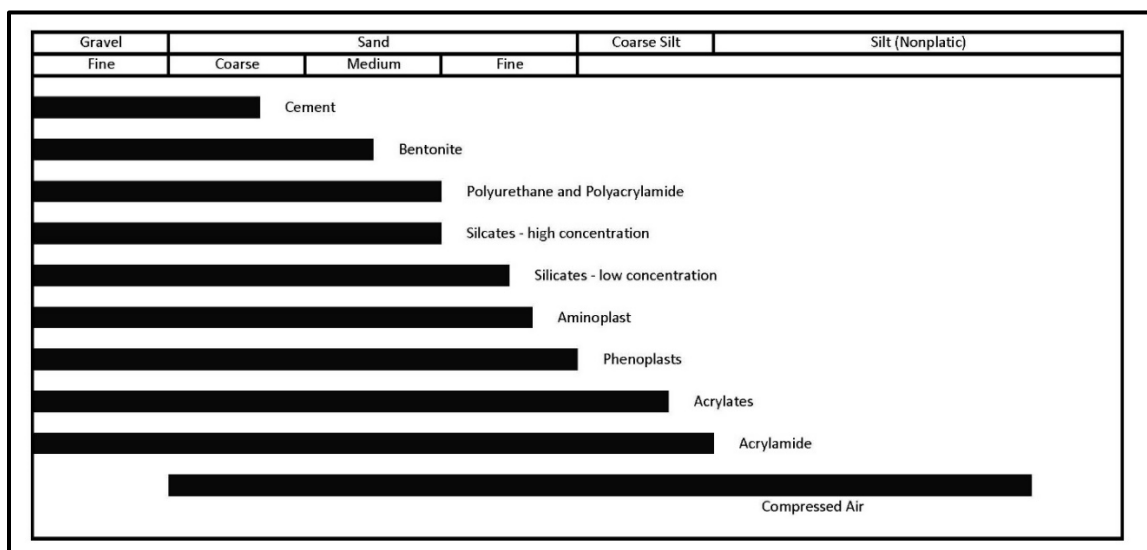 Gravel Sand Coarse Silt Silt (Nonplatic)
Fine Coarse Medium Fine
Cement
Bentonite
Polyurethane and Polyacrylamide
Silcates - high concentration
Silicates - low concentration
Aminoplast
Phenoplasts
Acrylates
Acrylamide
Compressed Air